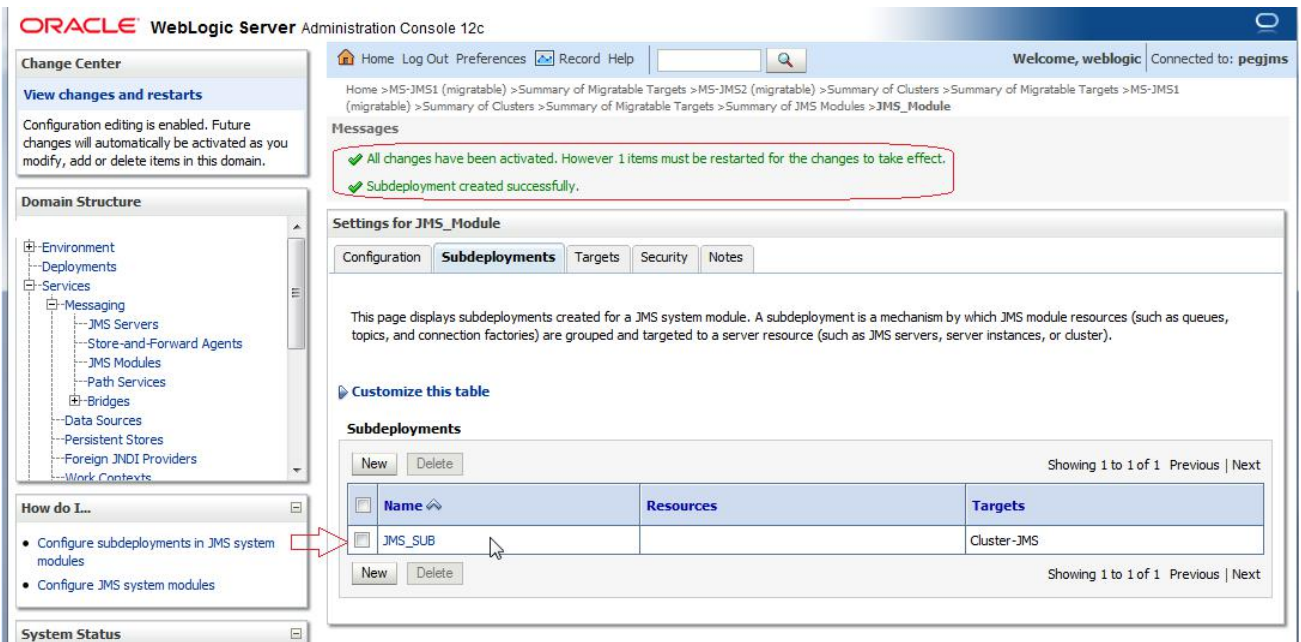 ORACLE WebLogic Server Administration Console 12c
Change Center
View changes and restarts
Configuration editing is enabled. Future
changes will automatically be activated as you
modify, add or delete items in this domain.
Domain Structure
Environment
Deployments
Services
Messaging
JMS Servers
Store-and-Forward Agents
JMS Modules
Path Services
Bridges
Data Sources
Persistent Stores
Foreign JNDI Providers
Work Contexts
How do I...
Configure subdeployments in JMS system
modules
Configure JMS system modules
System Status
Home Log Out Preferences Record Help
Welcome, weblogic Connected to: pegjms
Home >MS-JMS1 (migratable) >Summary of Migratable Targets >MS-JMS2 (migratable) >Summary of Clusters >Summary of Migratable Targets >MS-JMS1
(migratable) >Summary of Clusters >Summary of Migratable Targets >Summary of JMS Modules >JMS_Module
Messages
All changes have been activated. However 1 items must be restarted for the changes to take effect.
Subdeployment created successfully.
Settings for JMS_Module
Configuration Subdeployments Targets Security Notes
This page displays subdeployments created for a JMS system module. A subdeployment is a mechanism by which JMS module resources (such as queues,
topics, and connection factories) are grouped and targeted to a server resource (such as JMS servers, server instances, or cluster).
Customize this table
Subdeployments
New Delete Showing 1 to 1 of 1 Previous | Next
Name Resources Targets
JMS_SUB Cluster-JMS
New Delete Showing 1 to 1 of 1 Previous | Next